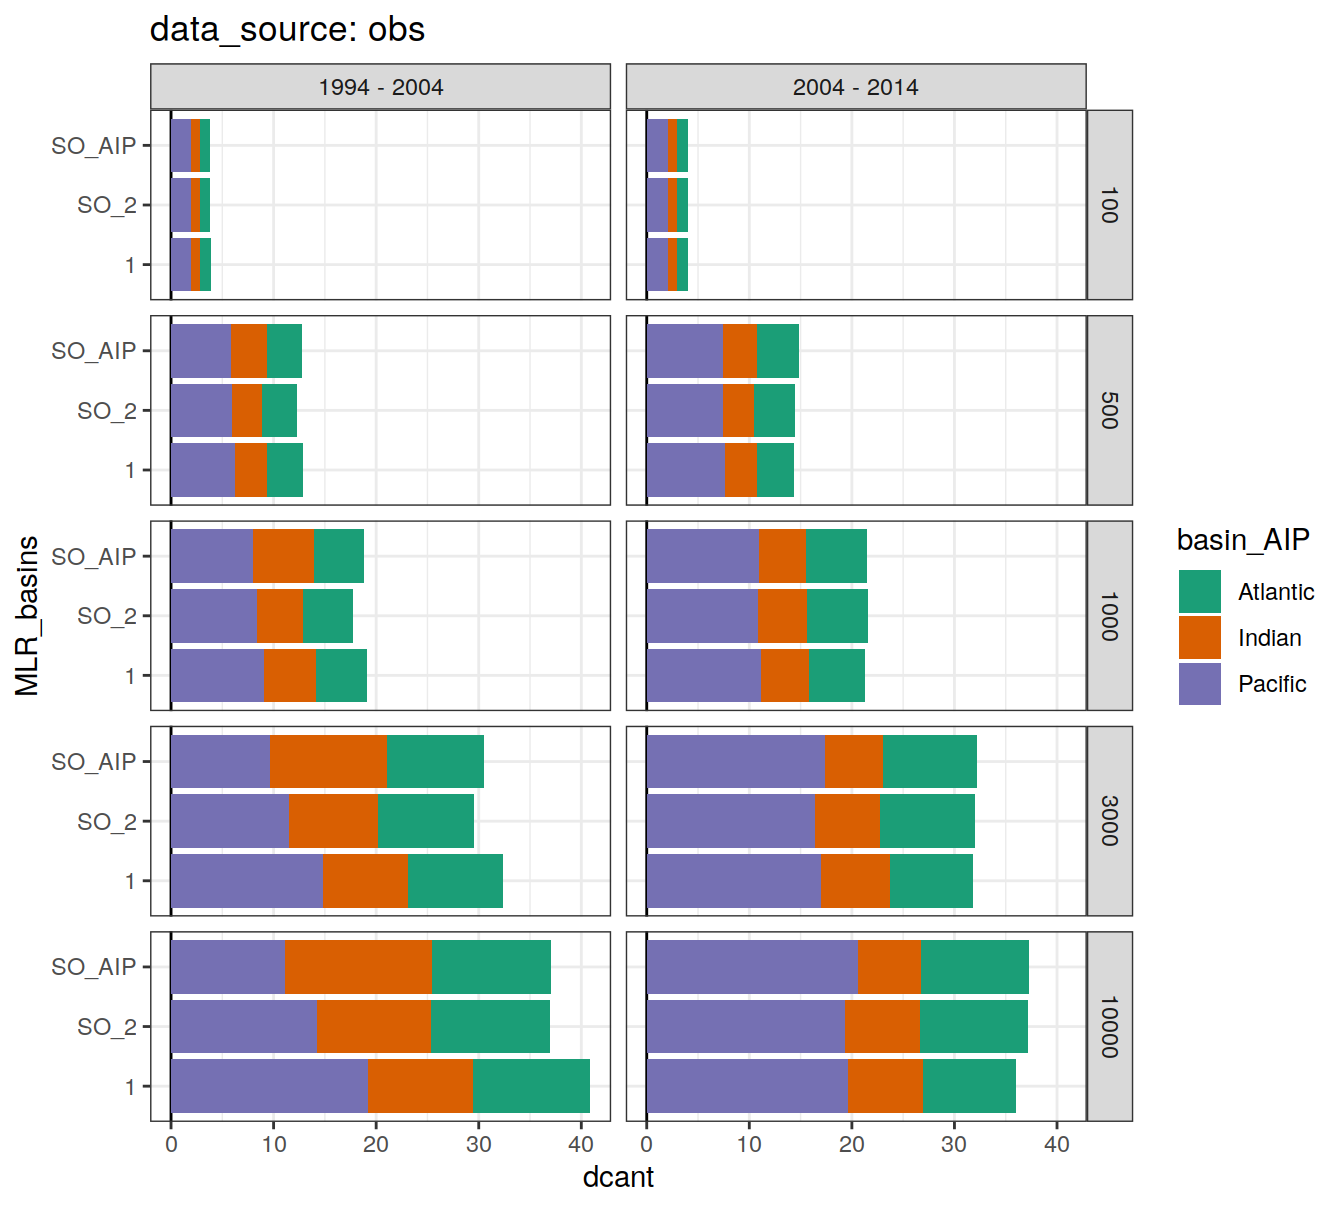 data_source: obs
1994 - 2004
2004 - 2014
SO_AIP
SO_2
1
100
SO_AIP
SO_2
1
500
SO_AIP
SO_2
1
1000
SO_AIP
SO_2
1
3000
SO_AIP
SO_2
1
10000
MLR_basins
0 10 20 30 40
0 10 20 30 40
dcant
basin_AIP
Atlantic
Indian
Pacific